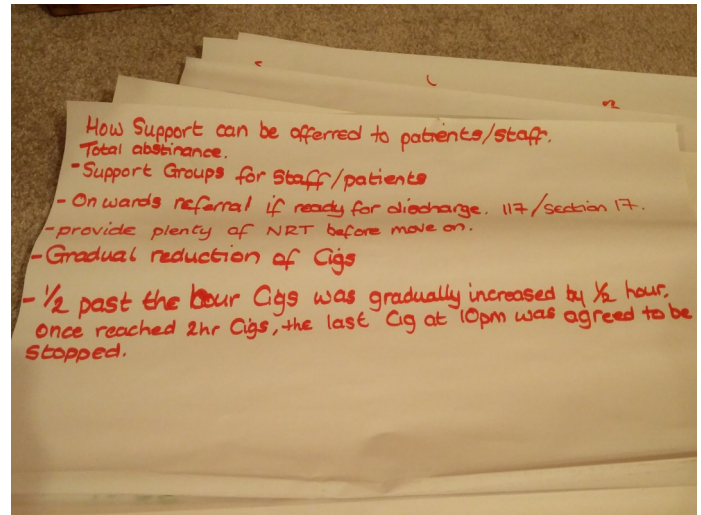 How Support can be offerred to patients/staff.
Total abstinance.
- Support Groups for Staff/patients
- On wards referral if ready for discharge. 117/Section 17.
- provide plenty of NRT before move on.
- Gradual reduction of Cigs
- 1/2 past the hour Cigs was gradually increased by 1/2 hour,
once reached 2hr Cigs, the last Cig at 10pm was agreed to be
Stopped.